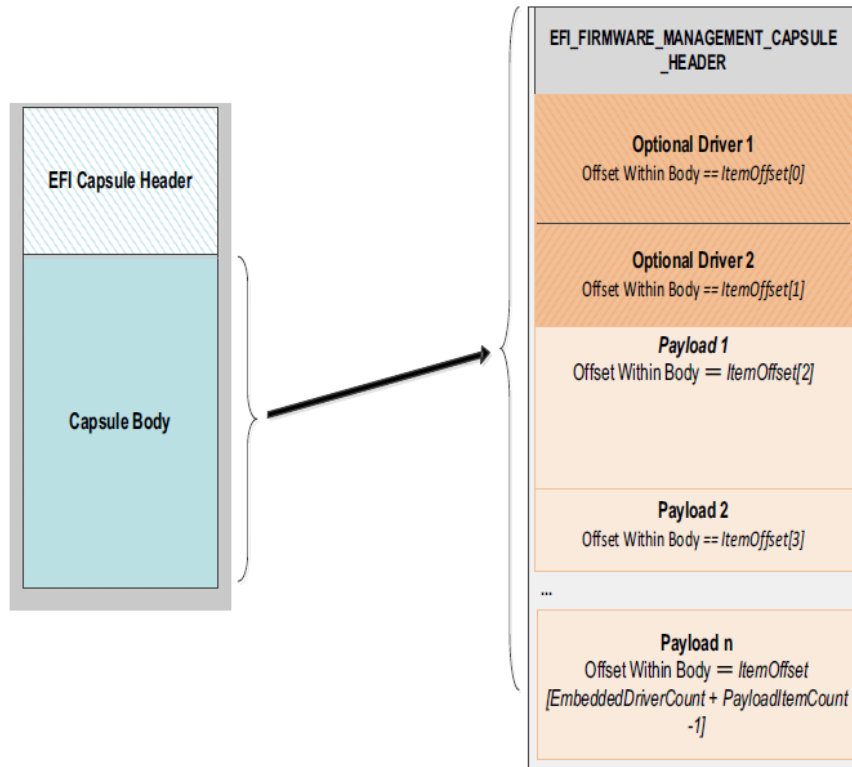 EFI Capsule Header
Capsule Body
EFI_FIRMWARE_MANAGEMENT_CAPSULE
_HEADER
Optional Driver 1
Offset Within Body == ItemOffset[0]
Optional Driver 2
Offset Within Body == ItemOffset[1]
Payload 1
Offset Within Body = ItemOffset[2]
Payload 2
Offset Within Body == ItemOffset[3]
...
Payload n
Offset Within Body = ItemOffset
[EmbeddedDriverCount + PayloadItemCount
-1]